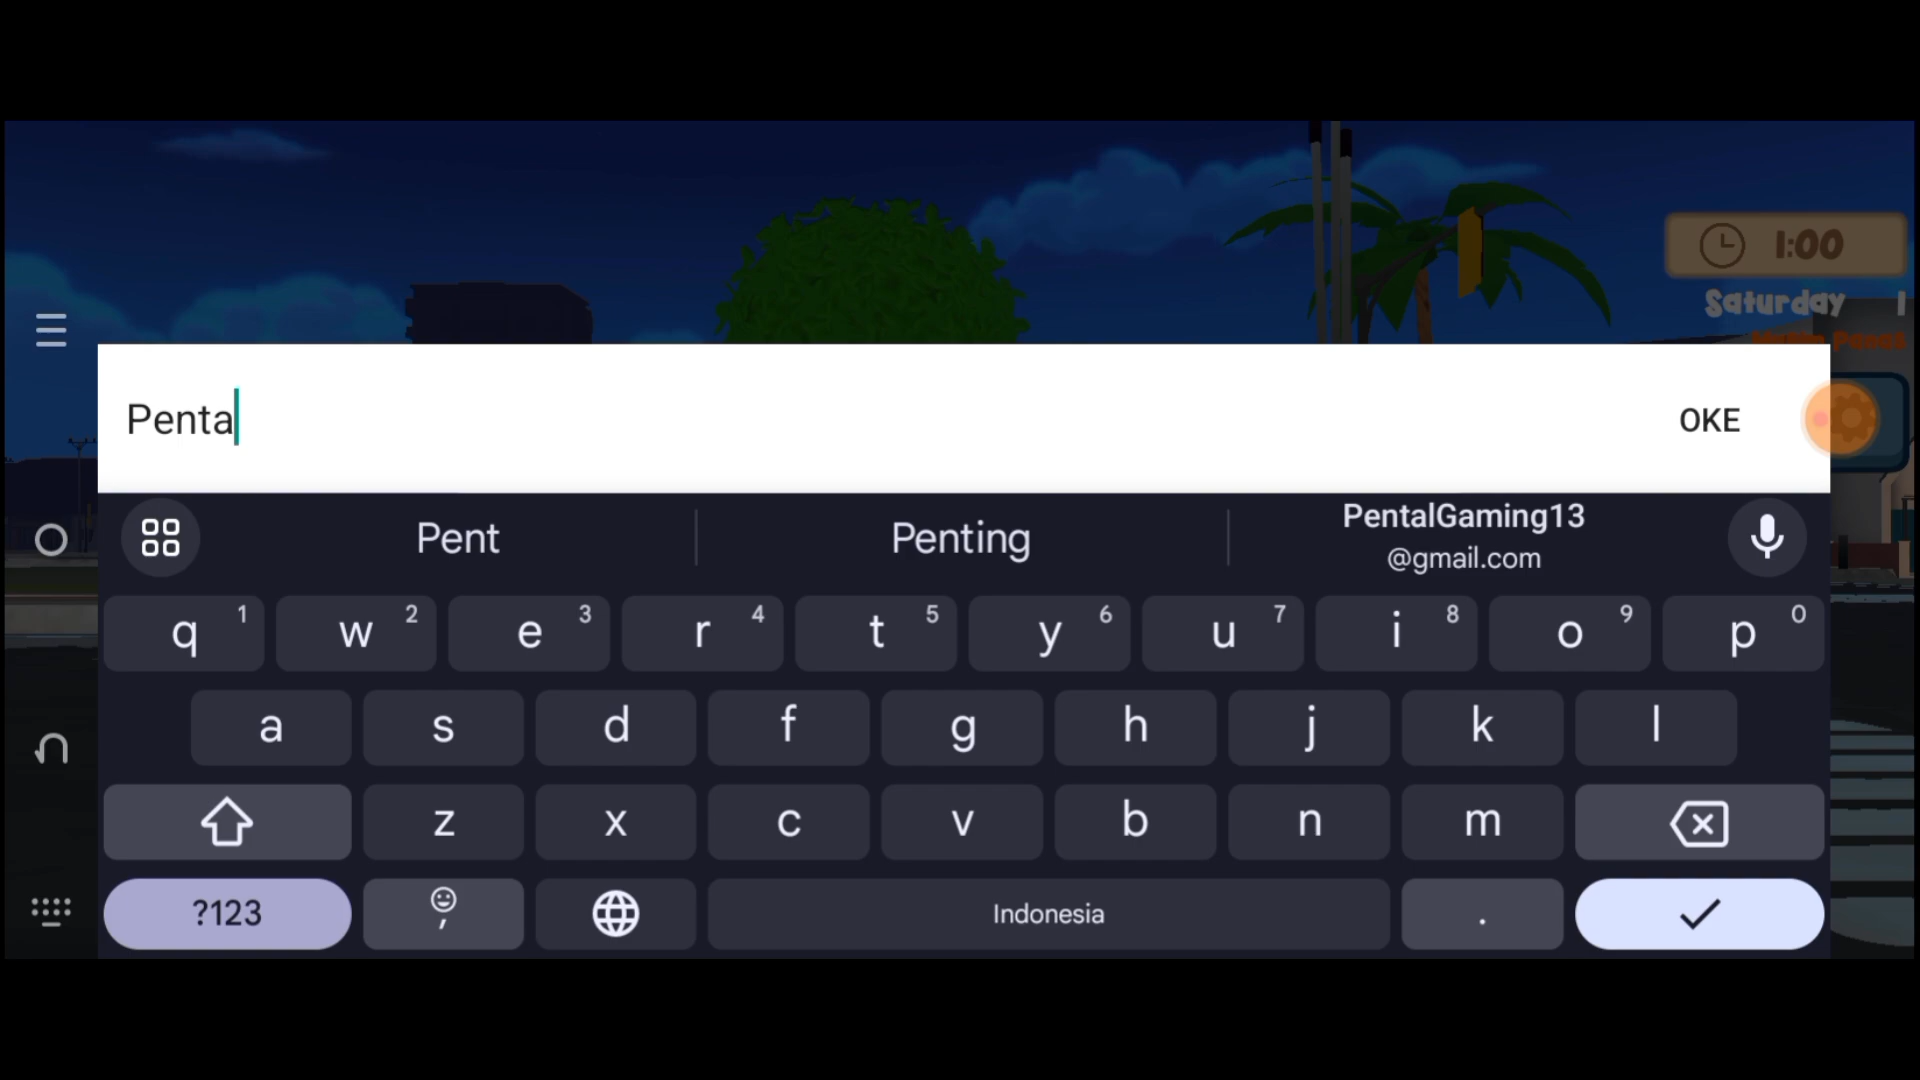 1:00
Saturday 1
Penta
OKE
Pent
Penting
PentalGaming13
@gmail.com
q 1 w 2 e 3 r 4 t 5 y 6 u 7 i 8 o 9 p 0
a s d f g h j k l
z x c v b n m
?123
,
Indonesia
.